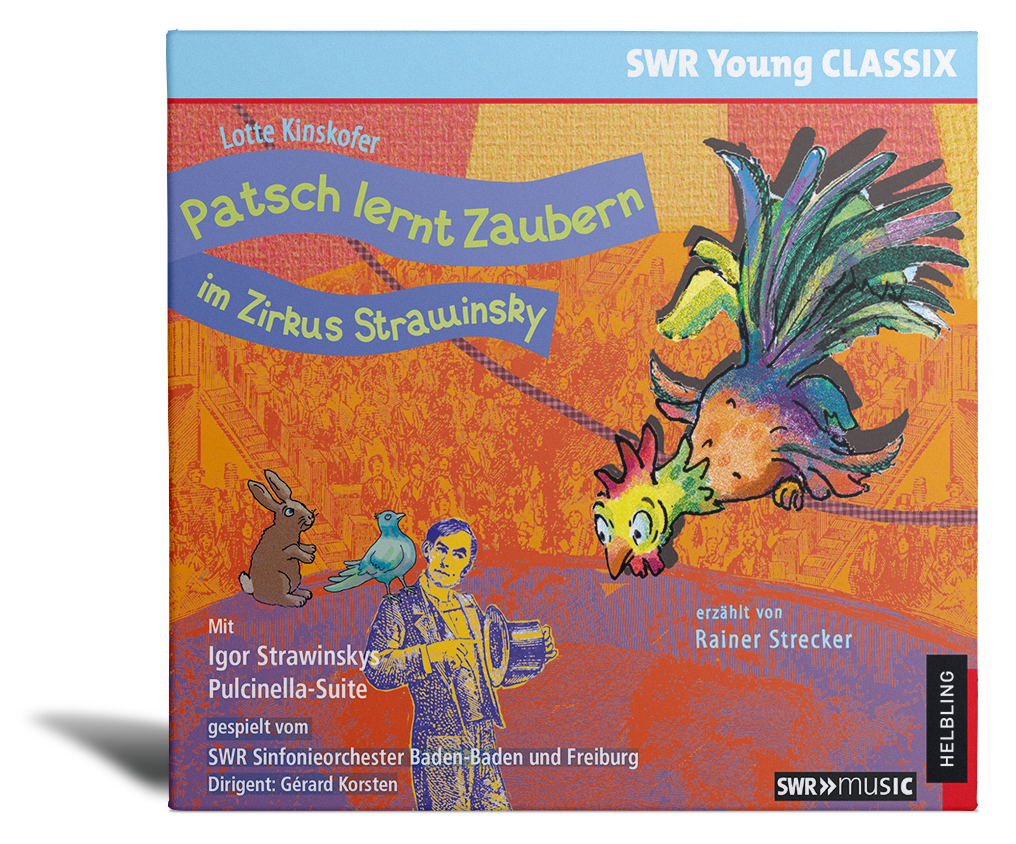 SWR Young CLASSIX
Lotte Kinskofer
Patsch lernt Zaubern
im Zirkus Strawinsky
erzählt von
Rainer Strecker
Mit
Igor Strawinskys
Pulcinella-Suite
gespielt vom
SWR Sinfonieorchester Baden-Baden und Freiburg
Dirigent: Gérard Korsten
HELBLING
SWR»MUSIC